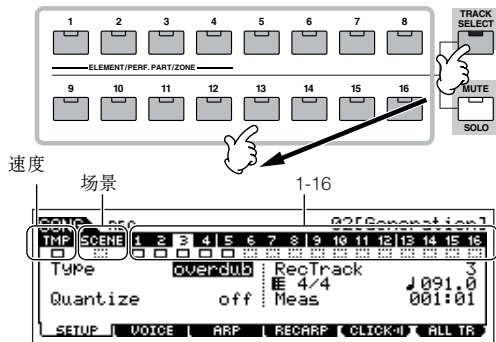 1 2 3 4 5 6 7 8
TRACK SELECT
ELEMENT/PERF. PART/ZONE
9 10 11 12 13 14 15 16
MUTE
SOLO
速度
场景
1-16
SONG REC 02[Generation]
TMP SCENE 1 2 3 4 5 6 7 8 9 10 11 12 13 14 15 16
Type overdub RecTrack 3
4/4 ♩091.0
Quantize off Meas 001:01
SETUP VOICE ARP RECARP CLICK ALL TR